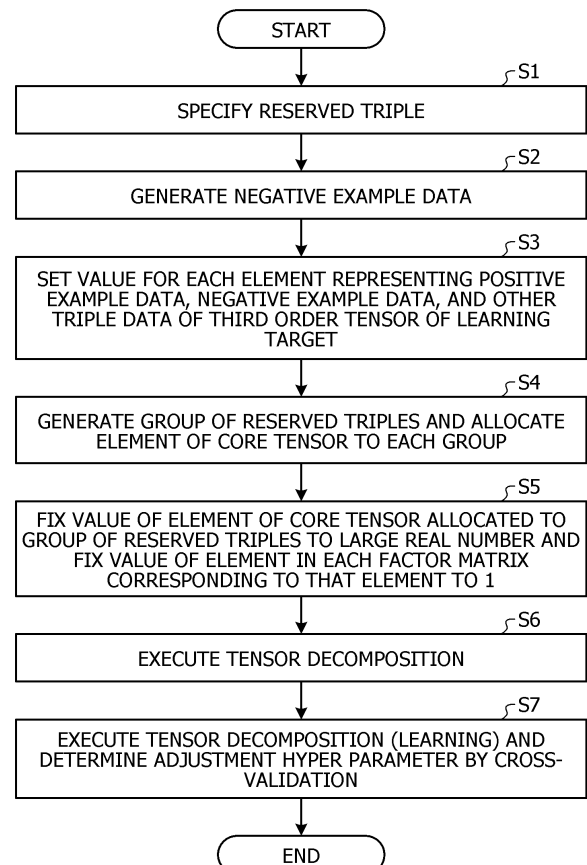 START
S1
SPECIFY RESERVED TRIPLE
S2
GENERATE NEGATIVE EXAMPLE DATA
S3
SET VALUE FOR EACH ELEMENT REPRESENTING POSITIVE
EXAMPLE DATA, NEGATIVE EXAMPLE DATA, AND OTHER
TRIPLE DATA OF THIRD ORDER TENSOR OF LEARNING
TARGET
S4
GENERATE GROUP OF RESERVED TRIPLES AND ALLOCATE
ELEMENT OF CORE TENSOR TO EACH GROUP
S5
FIX VALUE OF ELEMENT OF CORE TENSOR ALLOCATED TO
GROUP OF RESERVED TRIPLES TO LARGE REAL NUMBER AND
FIX VALUE OF ELEMENT IN EACH FACTOR MATRIX
CORRESPONDING TO THAT ELEMENT TO 1
S6
EXECUTE TENSOR DECOMPOSITION
S7
EXECUTE TENSOR DECOMPOSITION (LEARNING) AND
DETERMINE ADJUSTMENT HYPER PARAMETER BY CROSS-
VALIDATION
END